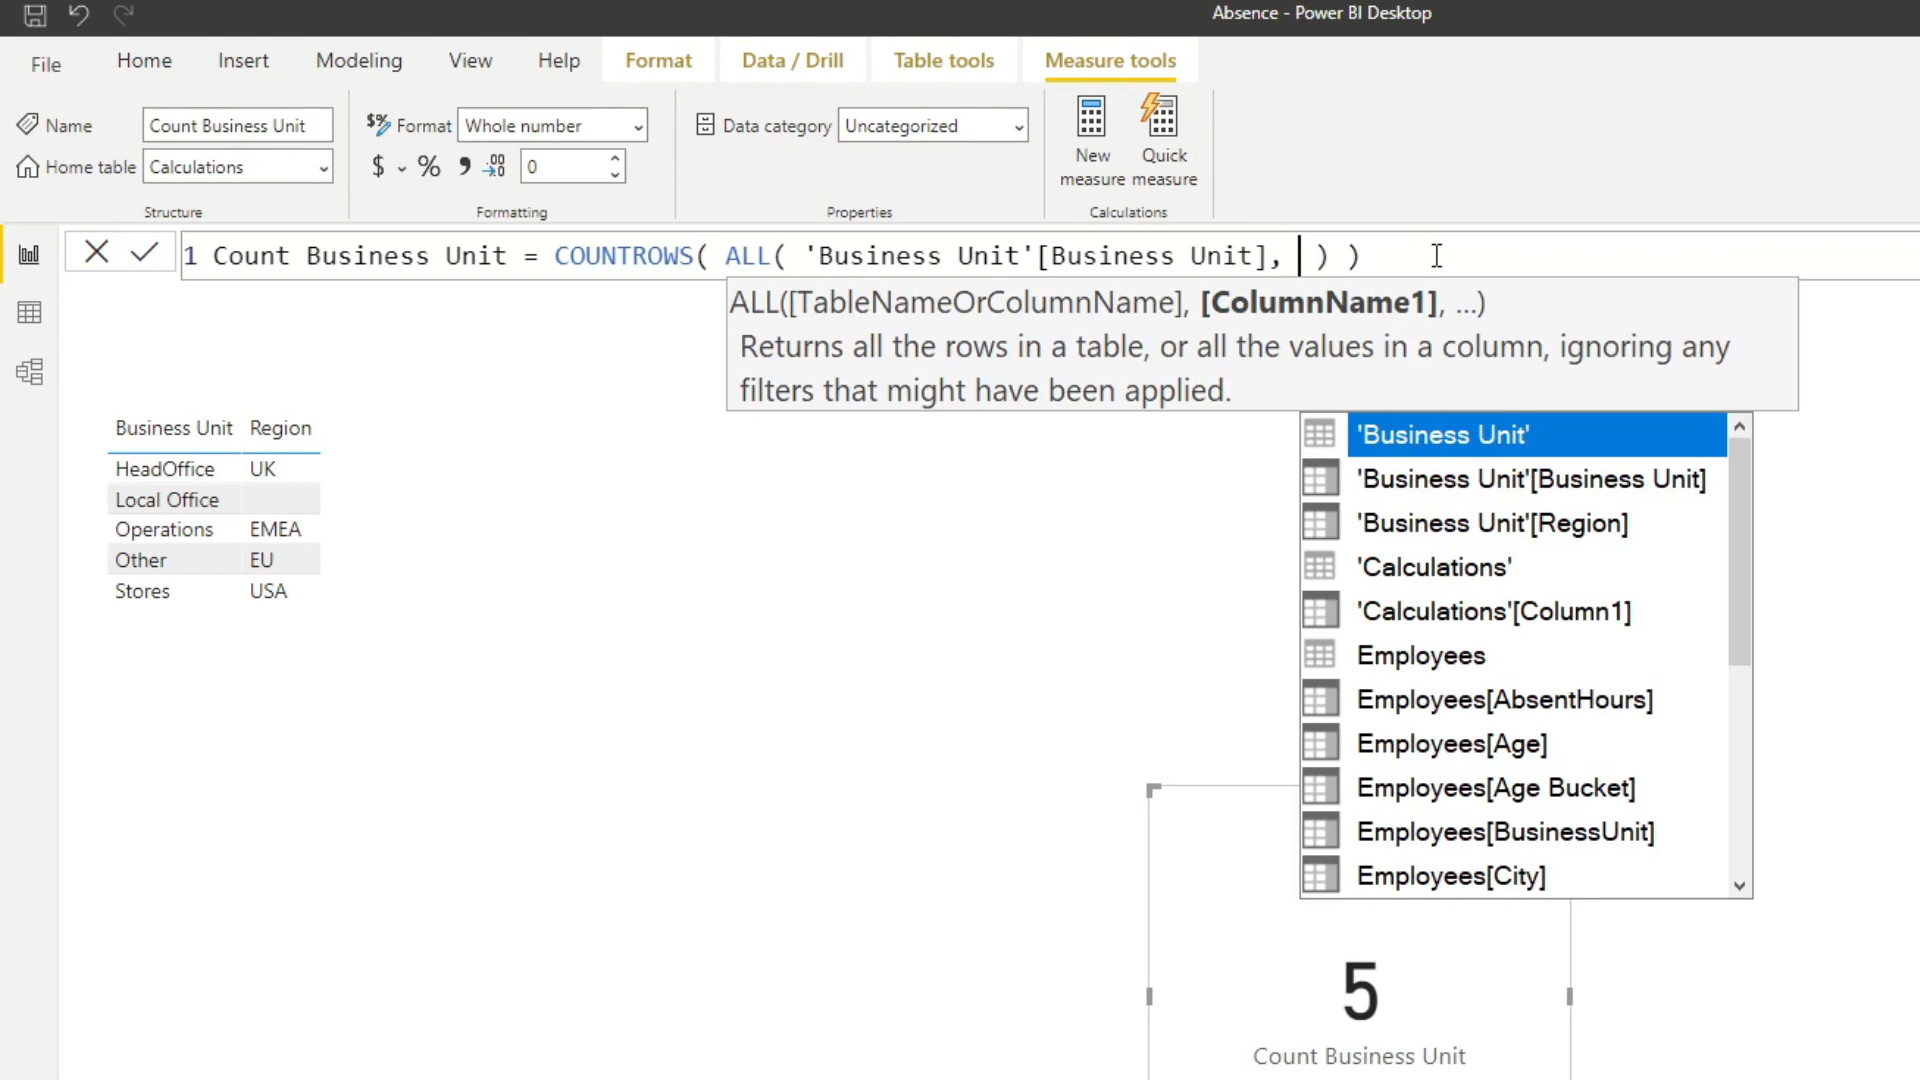 Absence - Power BI Desktop
File Home Insert Modeling View Help Format Data / Drill Table tools Measure tools
Name Count Business Unit $% Format Whole number Data category Uncategorized
Home table Calculations $ % , .00 0 New measure Quick measure
Structure Formatting Properties Calculations
1 Count Business Unit = COUNTROWS( ALL( 'Business Unit'[Business Unit], ) )
ALL([TableNameOrColumnName], [ColumnName1], ...)
Returns all the rows in a table, or all the values in a column, ignoring any
filters that might have been applied.
Business Unit Region
HeadOffice UK
Local Office
Operations EMEA
Other EU
Stores USA
'Business Unit'
'Business Unit'[Business Unit]
'Business Unit'[Region]
'Calculations'
'Calculations'[Column1]
Employees
Employees[AbsentHours]
Employees[Age]
Employees[Age Bucket]
Employees[BusinessUnit]
Employees[City]
5
Count Business Unit